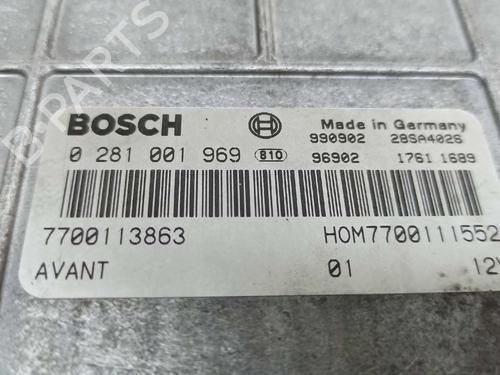 B-PARTS
BOSCH Made in Germany
990902 28SA4026
0 281 001 969 810 96902 1761 1689
7700113863 HOM7700111552
AVANT 01 12V